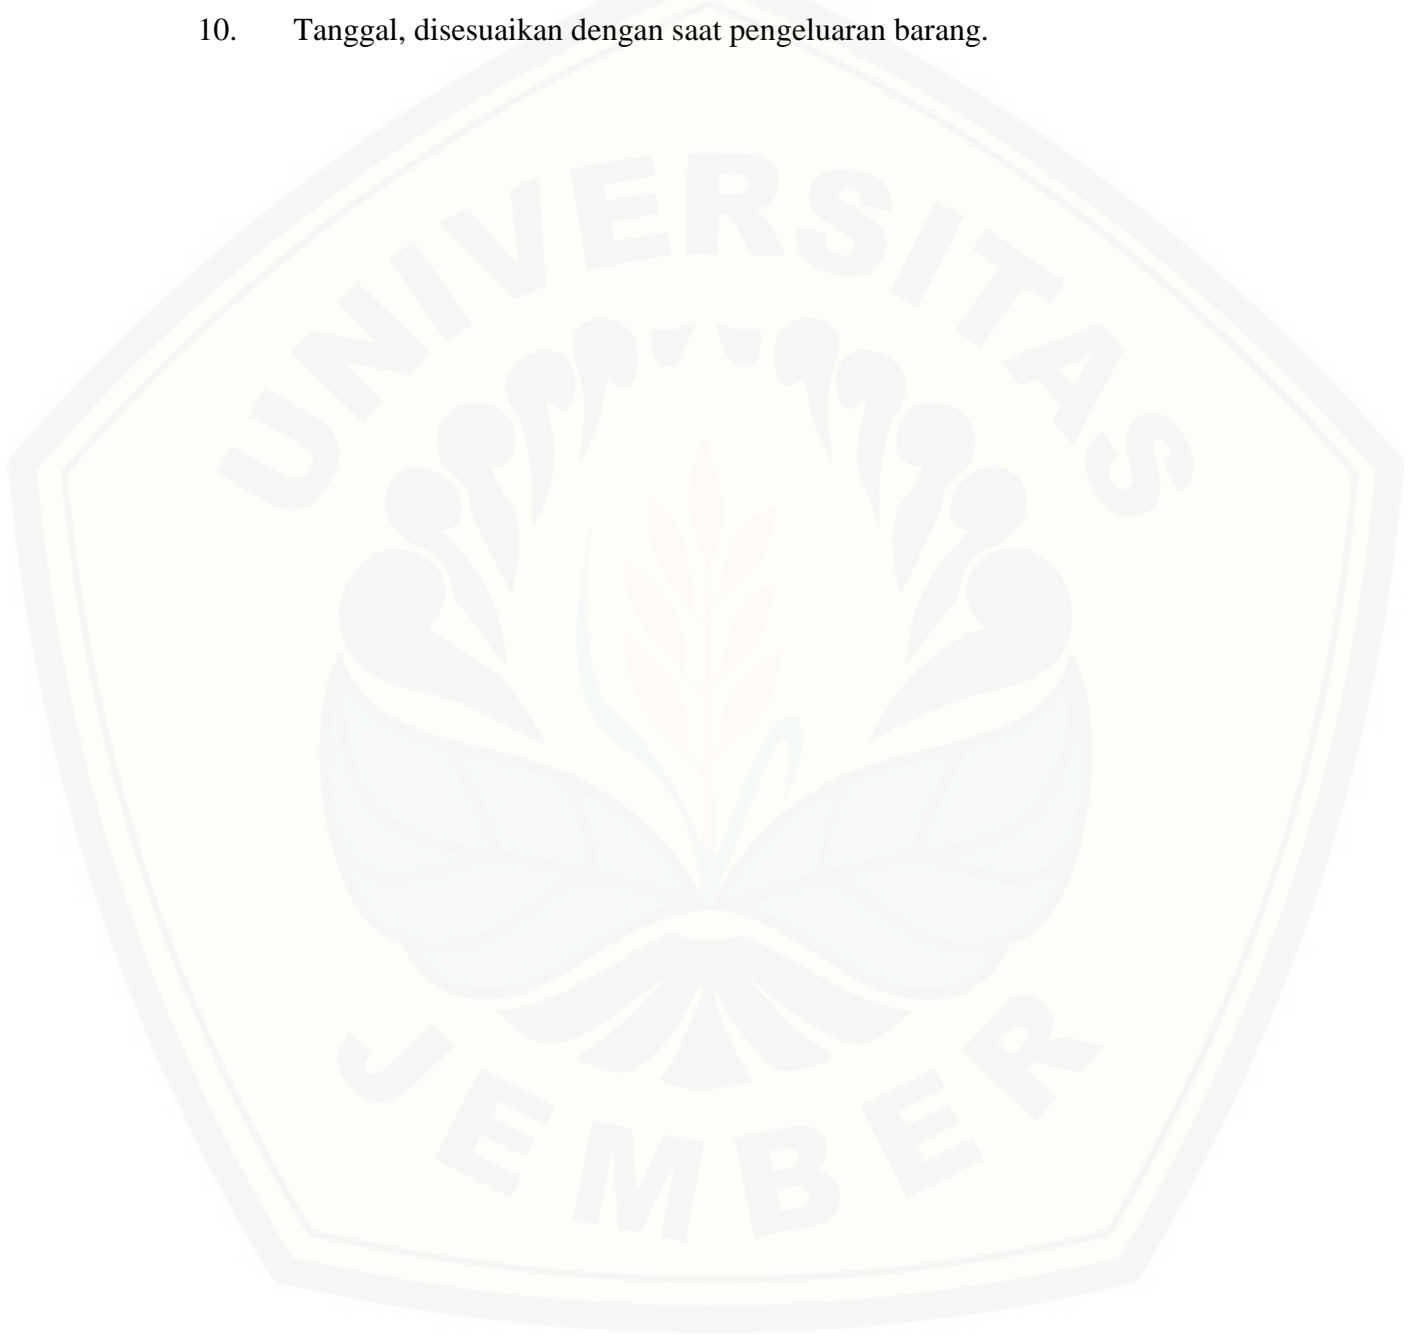 10. Tanggal, disesuaikan dengan saat pengeluaran barang.
UNIVERSITAS
JEMBER